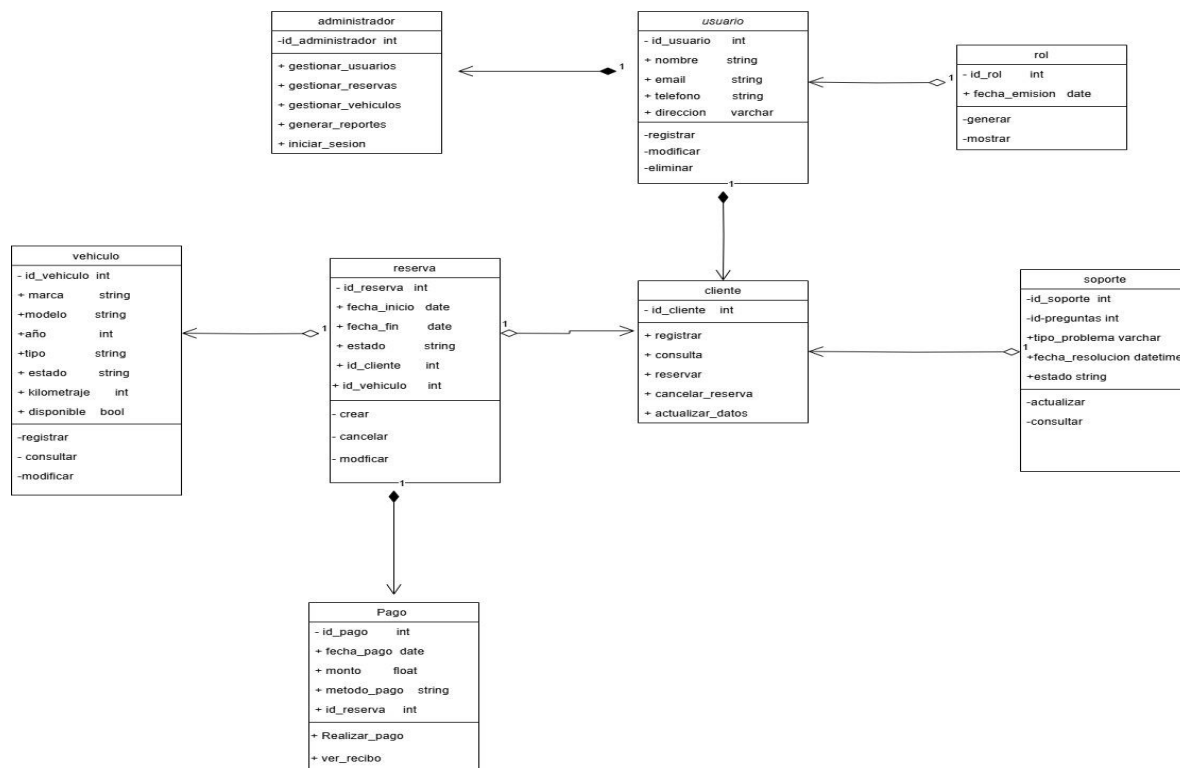 administrador
-id_administrador int
+ gestionar_usuarios
+ gestionar_reservas
+ gestionar_vehiculos
+ generar_reportes
+ iniciar_sesion
1
usuario
- id_usuario int
+ nombre string
+ email string
+ telefono string
+ direccion varchar
-registrar
-modificar
-eliminar
1
1
rol
- id_rol int
+ fecha_emision date
-generar
-mostrar
vehiculo
- id_vehiculo int
+ marca string
+modelo string
+año int
+tipo string
+ estado string
+ kilometraje int
+ disponible bool
-registrar
- consultar
-modificar
1
reserva
- id_reserva int
+ fecha_inicio date
+ fecha_fin date
+ estado string
+ id_cliente int
+ id_vehiculo int
- crear
- cancelar
- modficar
1
1
cliente
- id_cliente int
+ registrar
+ consulta
+ reservar
+ cancelar_reserva
+ actualizar_datos
soporte
-id_soporte int
-id-preguntas int
+tipo_problema varchar
1
+fecha_resolucion datetime
+estado string
-actualizar
-consultar
Pago
- id_pago int
+ fecha_pago date
+ monto float
+ metodo_pago string
+ id_reserva int
+ Realizar_pago
+ ver_recibo